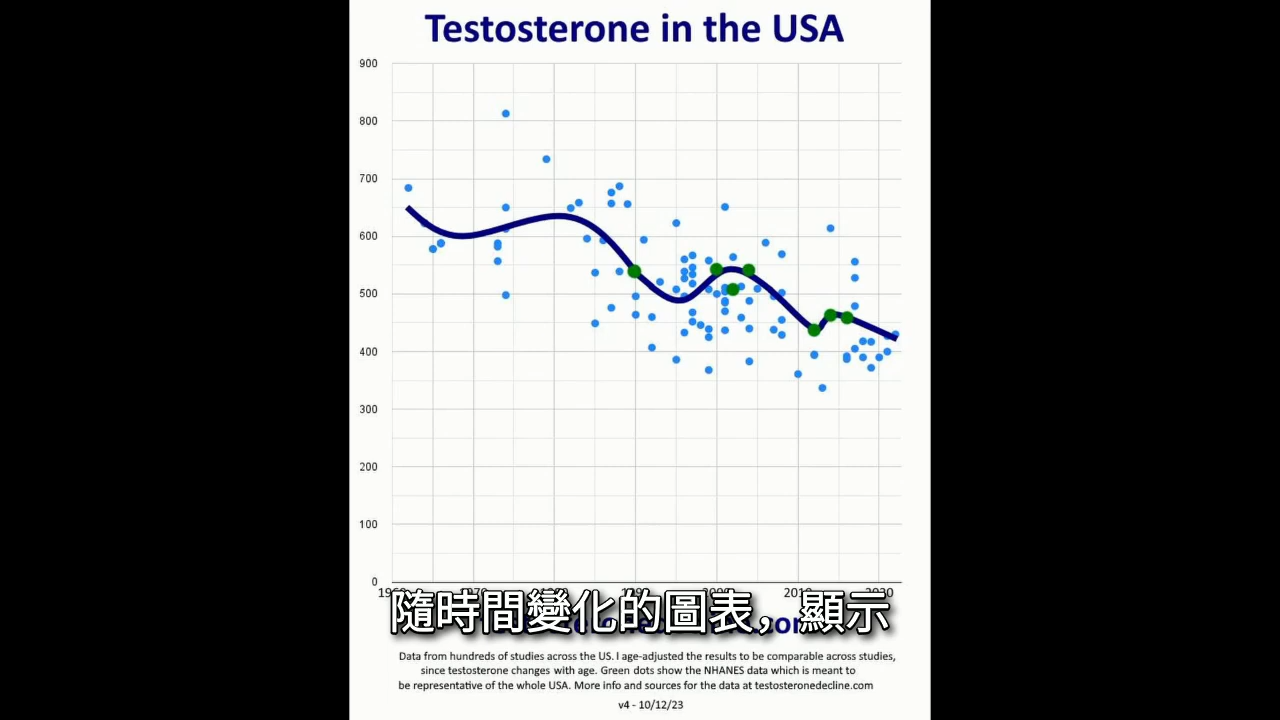 Testosterone in the USA
900
800
700
600
500
400
300
200
100
0
隨時間變化的圖表，顯示
Data from hundreds of studies across the US. I age-adjusted the results to be comparable across studies,
since testosterone changes with age. Green dots show the NHANES data which is meant to
be representative of the whole USA. More info and sources for the data at testosteronedecline.com
v4 - 10/12/23